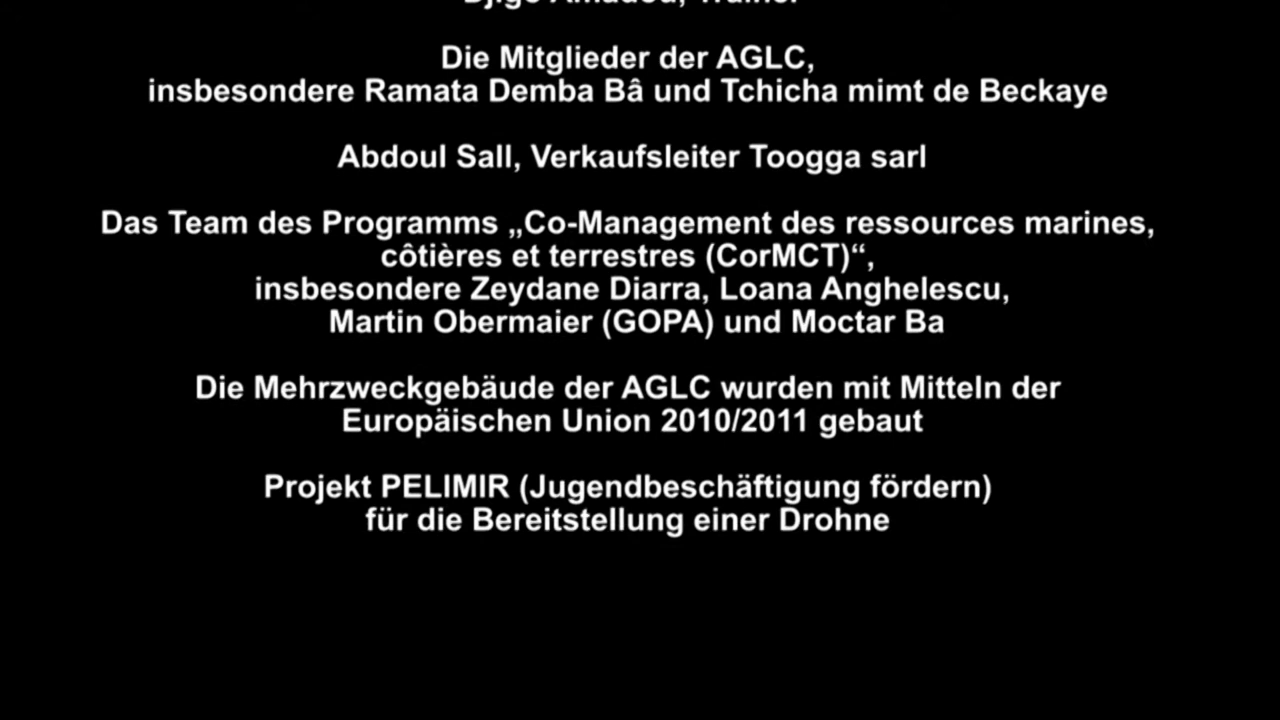 Die Mitglieder der AGLC,
insbesondere Ramata Demba Bâ und Tchicha mimt de Beckaye
Abdoul Sall, Verkaufsleiter Toogga sarl
Das Team des Programms „Co-Management des ressources marines,
côtières et terrestres (CorMCT)“,
insbesondere Zeydane Diarra, Loana Anghelescu,
Martin Obermaier (GOPA) und Moctar Ba
Die Mehrzweckgebäude der AGLC wurden mit Mitteln der
Europäischen Union 2010/2011 gebaut
Projekt PELIMIR (Jugendbeschäftigung fördern)
für die Bereitstellung einer Drohne